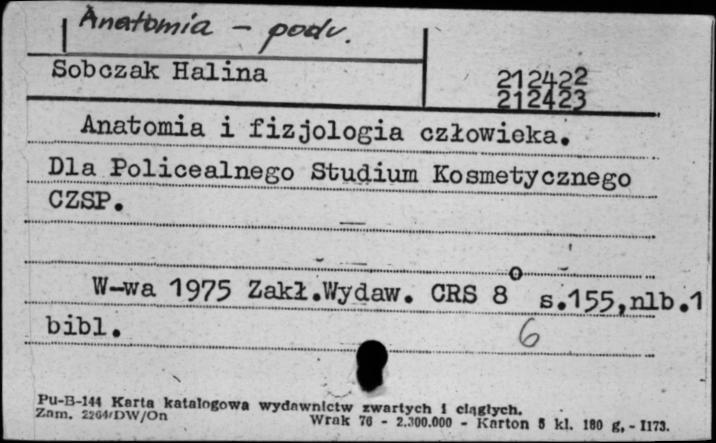 Anatomia - podr.
Sobczak Halina
212422
212423
Anatomia i fizjologia człowieka.
Dla Policealnego Studium Kosmetycznego
CZSP.
W-wa 1975 Zakł.Wydaw. CRS 8° s.155,nlb.1
bibl.
6
Pu-B-144 Karta katalogowa wydawnictw zwartych i ciągłych.
Zam. 2264/DW/On
Wrak 76 - 2.300.000 - Karton 5 kl. 180 g, - 1173.